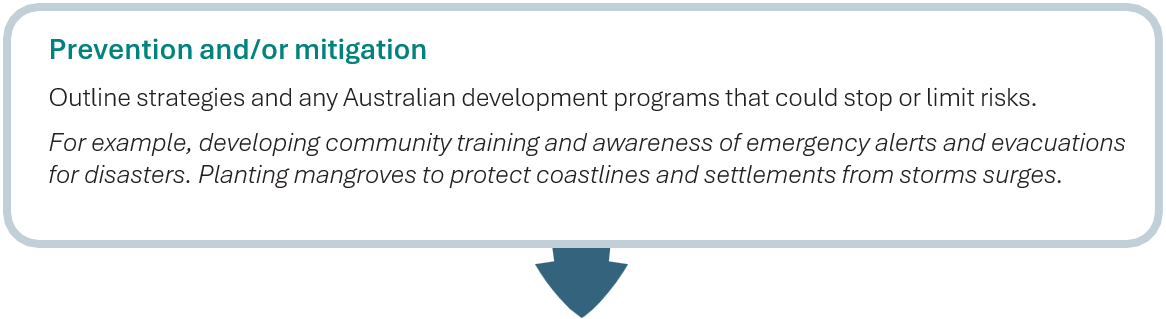 Prevention and/or mitigation
Outline strategies and any Australian development programs that could stop or limit risks.
For example, developing community training and awareness of emergency alerts and evacuations
for disasters. Planting mangroves to protect coastlines and settlements from storms surges.